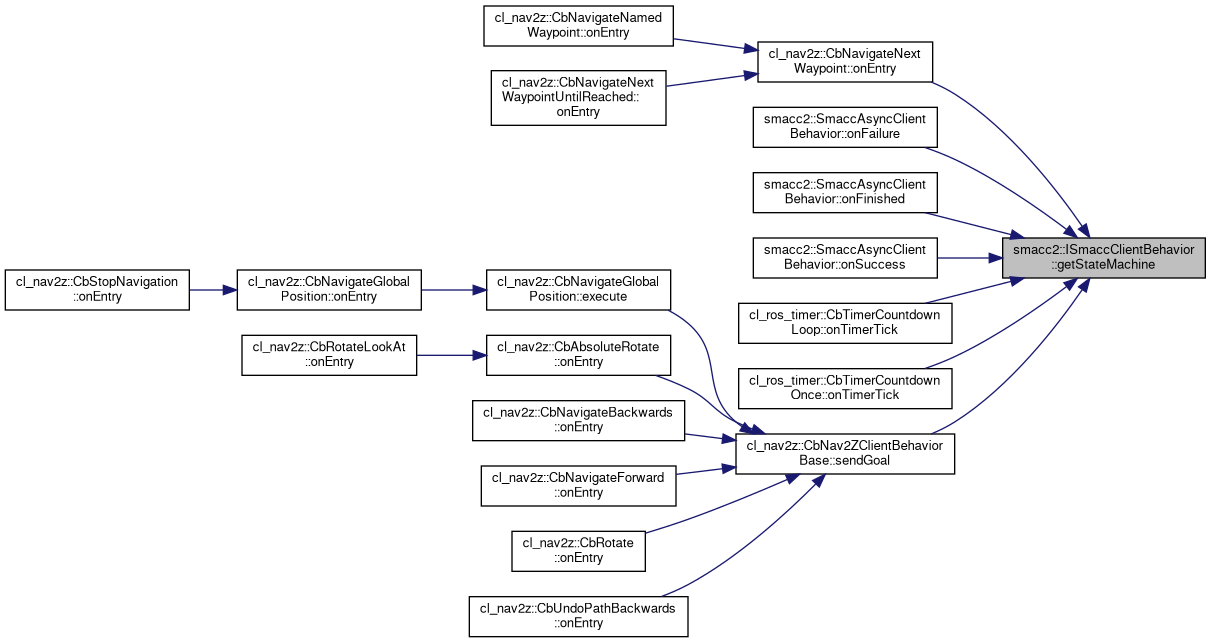 cl_nav2z::CbNavigateNamed
Waypoint::onEntry
cl_nav2z::CbNavigateNext
Waypoint::onEntry
cl_nav2z::CbNavigateNext
WaypointUntilReached::
onEntry
smacc2::SmaccAsyncClient
Behavior::onFailure
smacc2::SmaccAsyncClient
Behavior::onFinished
smacc2::SmaccAsyncClient
Behavior::onSuccess
smacc2::ISmaccClientBehavior
::getStateMachine
cl_nav2z::CbStopNavigation
::onEntry
cl_nav2z::CbNavigateGlobal
Position::onEntry
cl_nav2z::CbNavigateGlobal
Position::execute
cl_ros_timer::CbTimerCountdown
Loop::onTimerTick
cl_nav2z::CbRotateLookAt
::onEntry
cl_nav2z::CbAbsoluteRotate
::onEntry
cl_ros_timer::CbTimerCountdown
Once::onTimerTick
cl_nav2z::CbNavigateBackwards
::onEntry
cl_nav2z::CbNav2ZClientBehavior
Base::sendGoal
cl_nav2z::CbNavigateForward
::onEntry
cl_nav2z::CbRotate
::onEntry
cl_nav2z::CbUndoPathBackwards
::onEntry